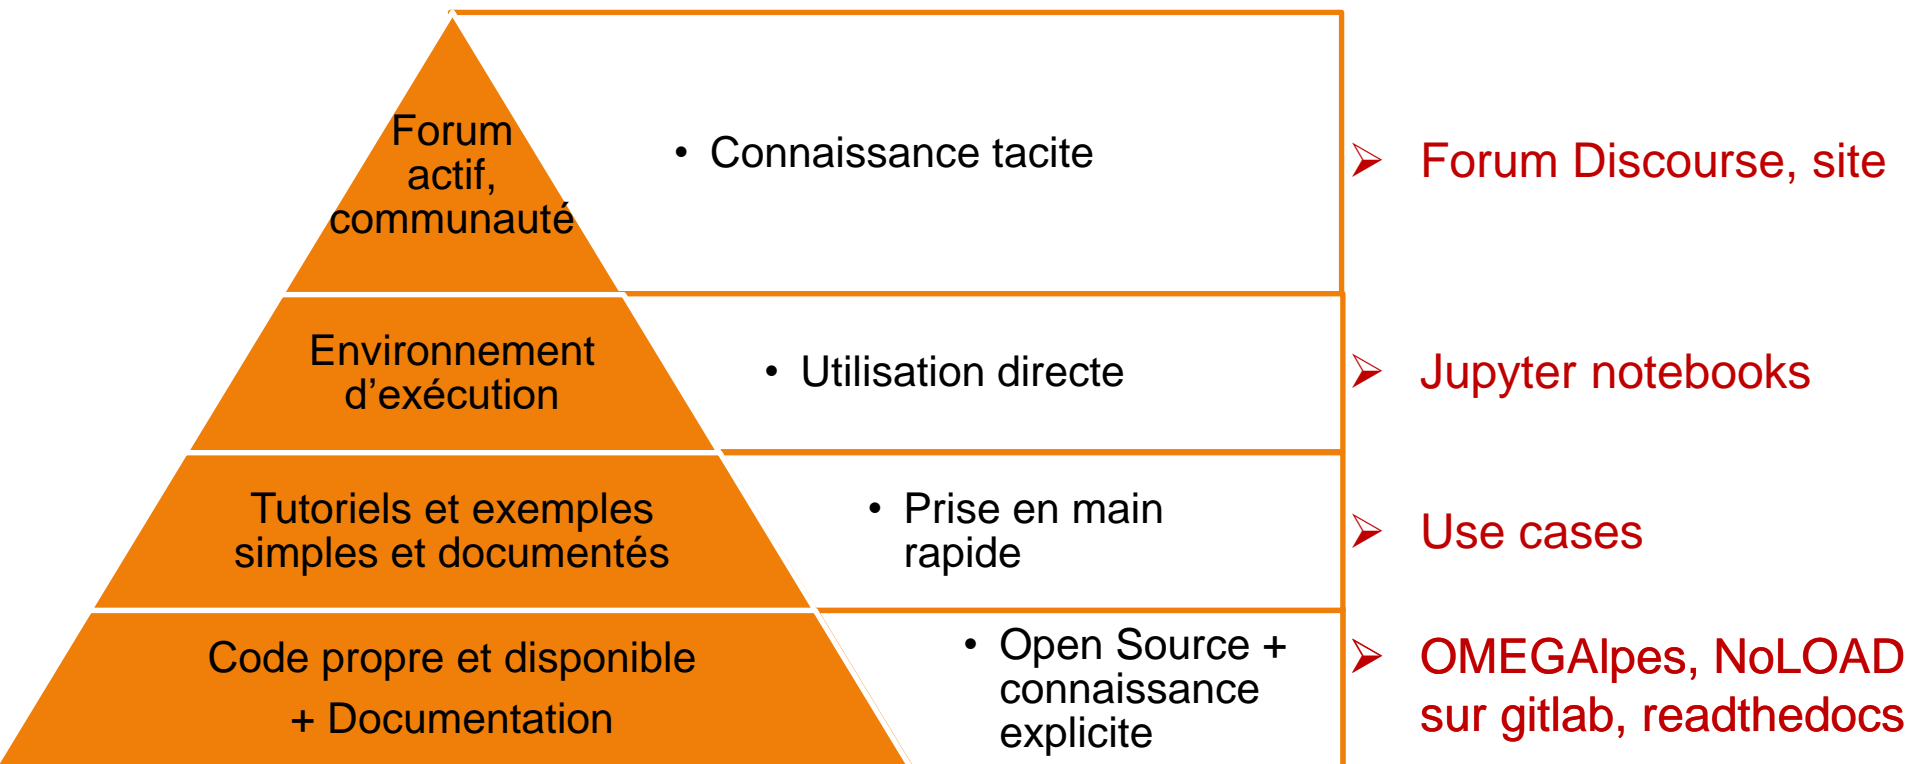 Forum
actif,
communauté
• Connaissance tacite
➢ Forum Discourse, site
Environnement
d’exécution
• Utilisation directe
➢ Jupyter notebooks
Tutoriels et exemples
simples et documentés
• Prise en main
rapide
➢ Use cases
Code propre et disponible
+ Documentation
• Open Source +
connaissance
explicite
➢ OMEGAlpes, NoLOAD
sur gitlab, readthedocs